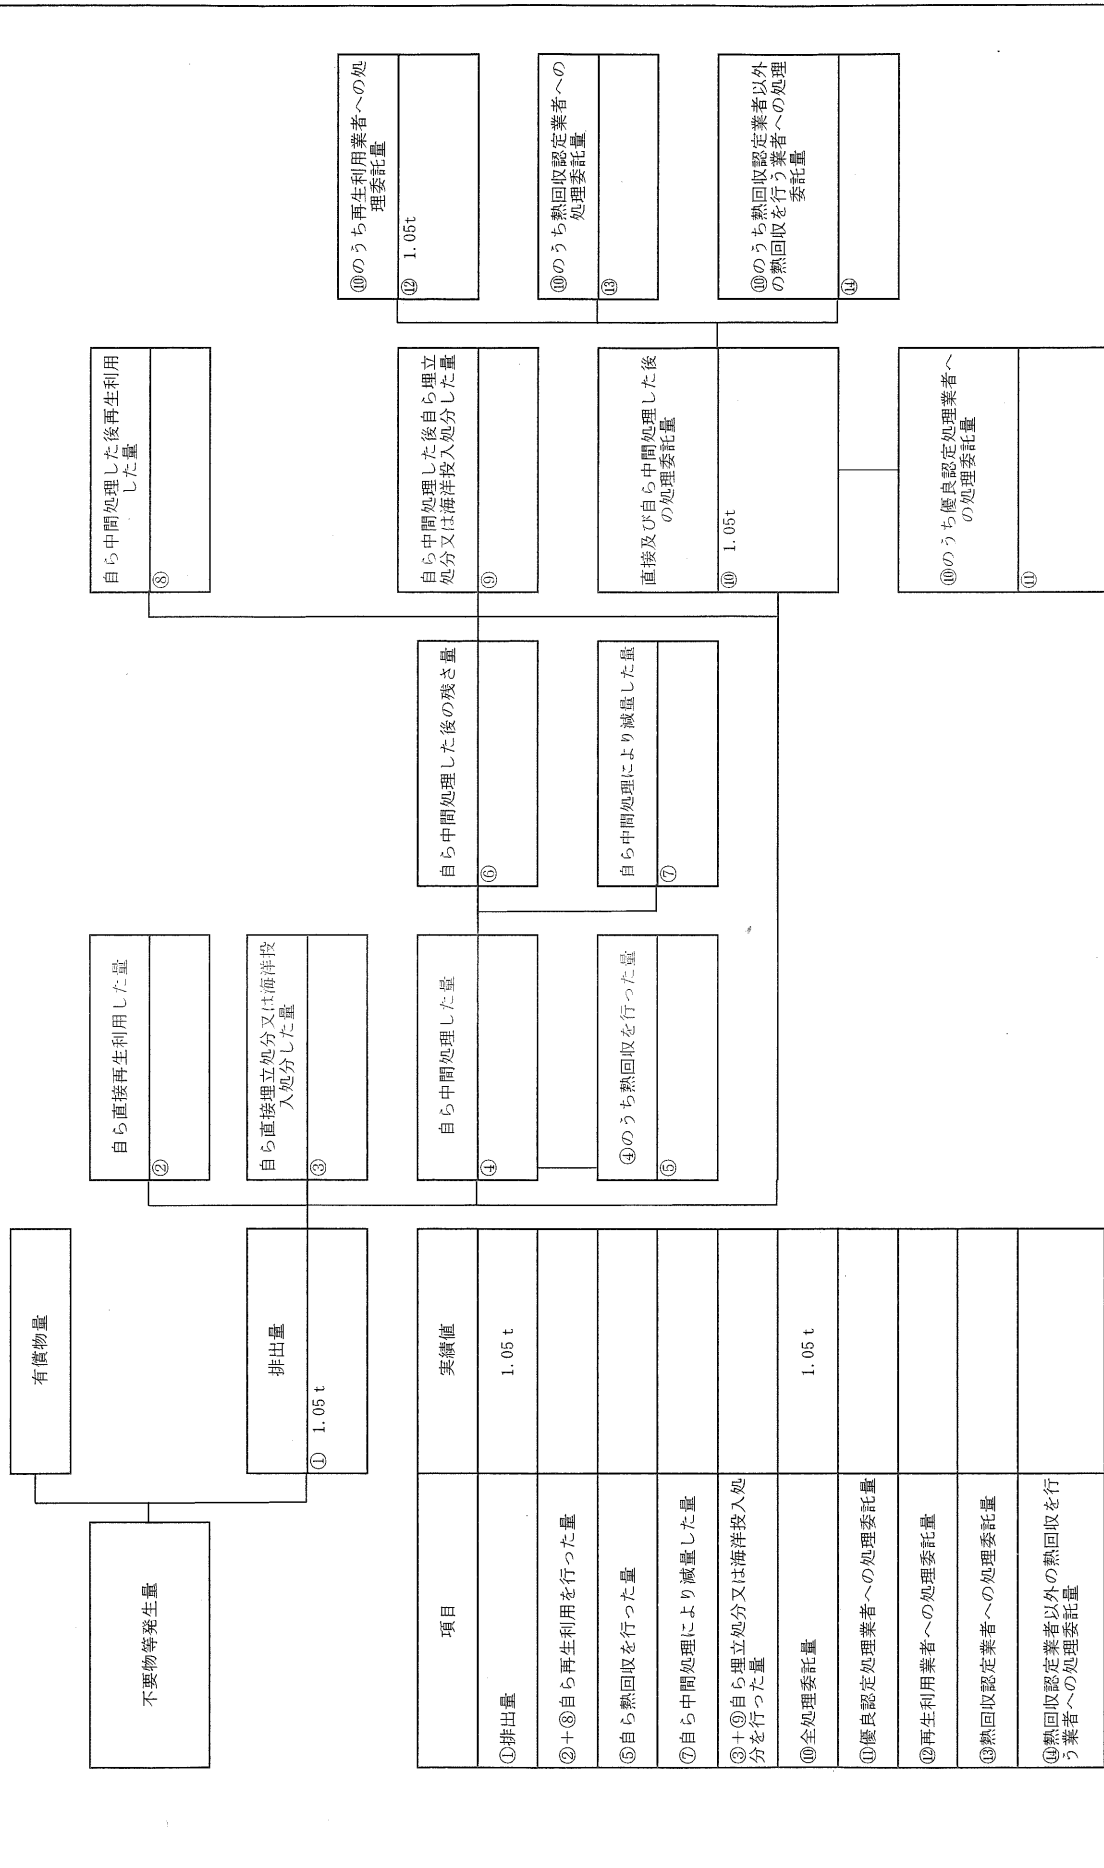 不要物等発生量
有償物量
排出量
① 1.05 t
自ら直接再生利用した量
②
自ら直接埋立処分又は海洋投
入処分した量
③
自ら中間処理した量
④
④のうち熱回収を行った量
⑤
自ら中間処理した後の残さ量
⑥
自ら中間処理により減量した量
⑦
自ら中間処理した後再生利用
した量
⑧
自ら中間処理した後自ら埋立
処分又は海洋投入処分した量
⑨
直接及び自ら中間処理した後
の処理委託量
⑩ 1.05t
⑩のうち優良認定処理業者へ
の処理委託量
⑪
⑩のうち再生利用業者への処
理委託量
⑫ 1.05t
⑩のうち熱回収認定業者への
処理委託量
⑬
⑩のうち熱回収認定業者以外
の熱回収を行う業者への処理
委託量
⑭
項目 実績値
①排出量 1.05 t
②+⑧自ら再生利用を行った量
⑤自ら熱回収を行った量
⑦自ら中間処理により減量した量
③+⑨自ら埋立処分又は海洋投入処
分を行った量
⑩全処理委託量 1.05 t
⑪優良認定処理業者への処理委託量
⑫再生利用業者への処理委託量
⑬熱回収認定業者への処理委託量
⑭熱回収認定業者以外の熱回収を行
う業者への処理委託量